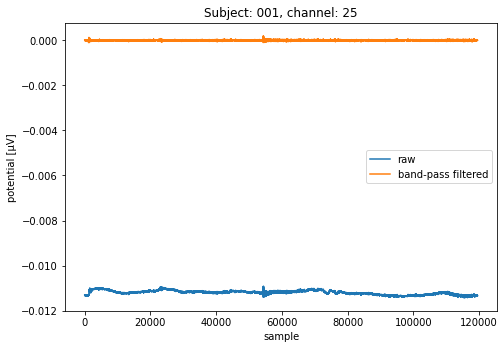 Subject: 001, channel: 25
0.000
−0.002
−0.004
−0.006
−0.008
−0.010
−0.012
potential [µV]
raw
band-pass filtered
0
20000
40000
60000
80000
100000
120000
sample